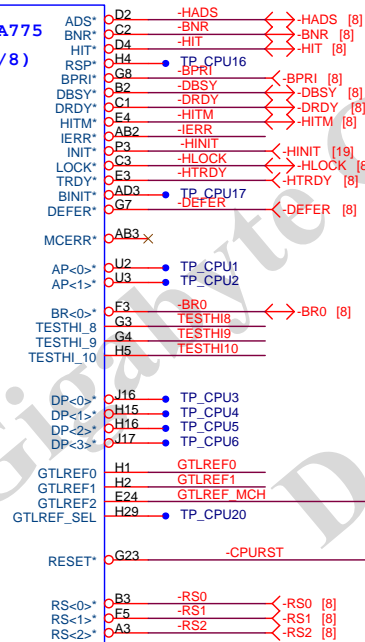 A775
/8)
ADS* D2 -HADS -HADS [8]
BNR* C2 -BNR -BNR [8]
HIT* D4 -HIT -HIT [8]
RSP* H4 TP_CPU16
BPRI* G8 -BPRI -BPRI [8]
DBSY* B2 -DBSY -DBSY [8]
DRDY* C1 -DRDY -DRDY [8]
HITM* E4 -HITM -HITM [8]
IERR* AB2 -IERR
INIT* P3 -HINIT -HINIT [19]
LOCK* C3 -HLOCK -HLOCK [8
TRDY* E3 -HTRDY -HTRDY [8]
BINIT* AD3 TP_CPU17
DEFER* G7 -DEFER -DEFER [8]
MCERR* AB3
AP<0>* U2 TP_CPU1
AP<1>* U3 TP_CPU2
BR<0>* F3 -BR0 -BR0 [8]
TESTHI_8 G3 TESTHI8
TESTHI_9 G4 TESTHI9
TESTHI_10 H5 TESTHI10
DP<0>* J16 TP_CPU3
DP<1>* H15 TP_CPU4
DP<2>* H16 TP_CPU5
DP<3>* J17 TP_CPU6
GTLREF0 H1 GTLREF0
GTLREF1 H2 GTLREF1
GTLREF2 E24 GTLREF_MCH
GTLREF_SEL H29 TP_CPU20
RESET* G23 -CPURST
RS<0>* B3 -RS0 -RS0 [8]
RS<1>* F5 -RS1 -RS1 [8]
RS<2>* A3 -RS2 -RS2 [8]
Gigabyte